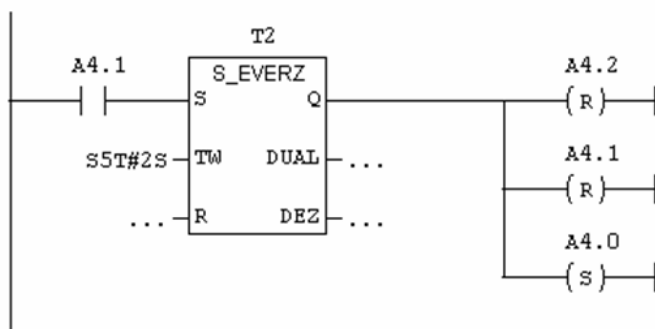 T2
A4.1
S_EVERZ
A4.2
S
Q
( R )
A4.1
S5T#2S
TW
DUAL
...
( R )
...
R
DEZ
...
A4.0
( S )